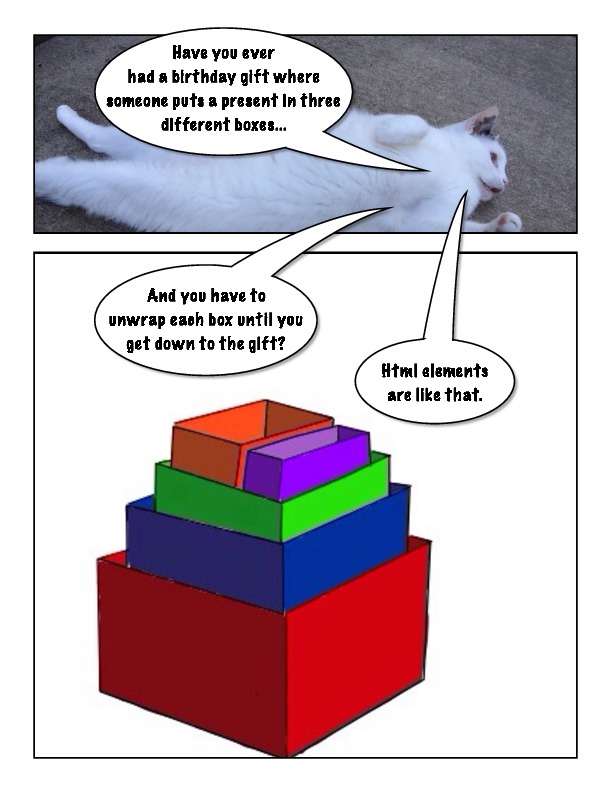 Have you ever
had a birthday gift where
someone puts a present in three
different boxes...
And you have to
unwrap each box until you
get down to the gift?
Html elements
are like that.